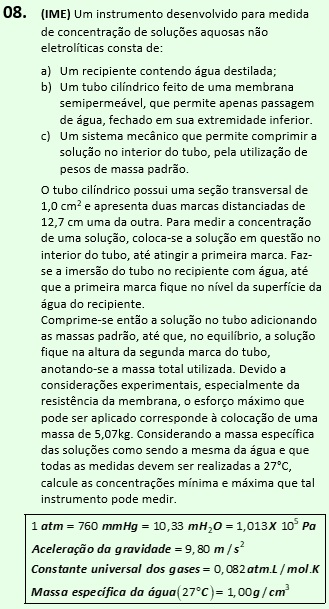 08. (IME) Um instrumento desenvolvido para medida
de concentração de soluções aquosas não
eletrolíticas consta de:
a) Um recipiente contendo água destilada;
b) Um tubo cilíndrico feito de uma membrana
semipermeável, que permite apenas passagem
de água, fechado em sua extremidade inferior.
c) Um sistema mecânico que permite comprimir a
solução no interior do tubo, pela utilização de
pesos de massa padrão.
O tubo cilíndrico possui uma seção transversal de
1,0 cm² e apresenta duas marcas distanciadas de
12,7 cm uma da outra. Para medir a concentração
de uma solução, coloca-se a solução em questão no
interior do tubo, até atingir a primeira marca. Faz-
se a imersão do tubo no recipiente com água, até
que a primeira marca fique no nível da superfície da
água do recipiente.
Comprime-se então a solução no tubo adicionando
as massas padrão, até que, no equilíbrio, a solução
fique na altura da segunda marca do tubo,
anotando-se a massa total utilizada. Devido a
considerações experimentais, especialmente da
resistência da membrana, o esforço máximo que
pode ser aplicado corresponde à colocação de uma
massa de 5,07kg. Considerando a massa específica
das soluções como sendo a mesma da água e que
todas as medidas devem ser realizadas a 27°C,
calcule as concentrações mínima e máxima que tal
instrumento pode medir.
1 atm = 760 mmHg = 10,33 mH₂O = 1,013X 10⁵ Pa
Aceleração da gravidade = 9,80 m/s²
Constante universal dos gases = 0,082 atm.L/mol.K
Massa específica da água(27°C) = 1,00g/cm³